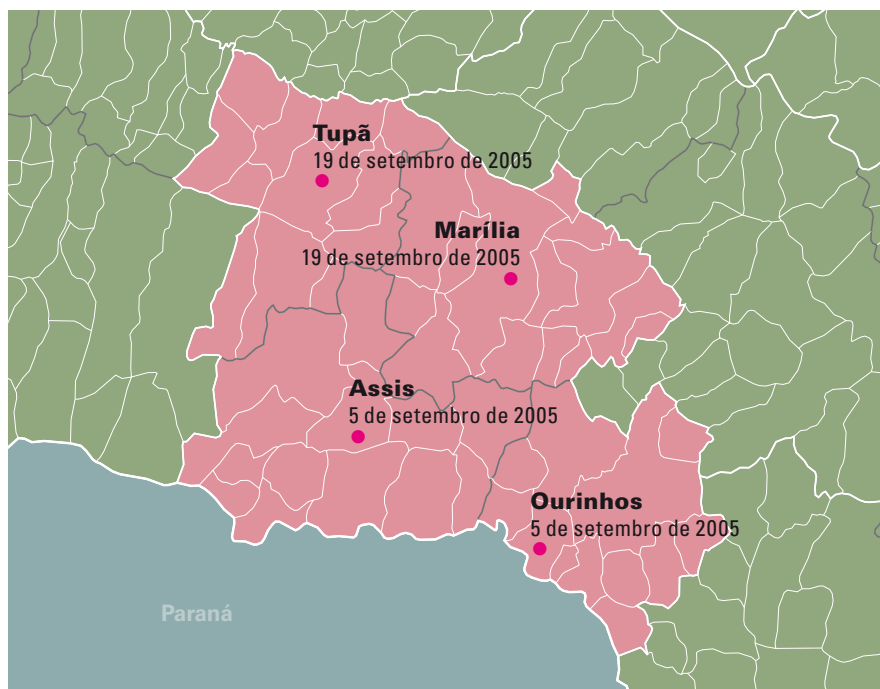 Tupã
19 de setembro de 2005
Marília
19 de setembro de 2005
Assis
5 de setembro de 2005
Ourinhos
5 de setembro de 2005
Paraná